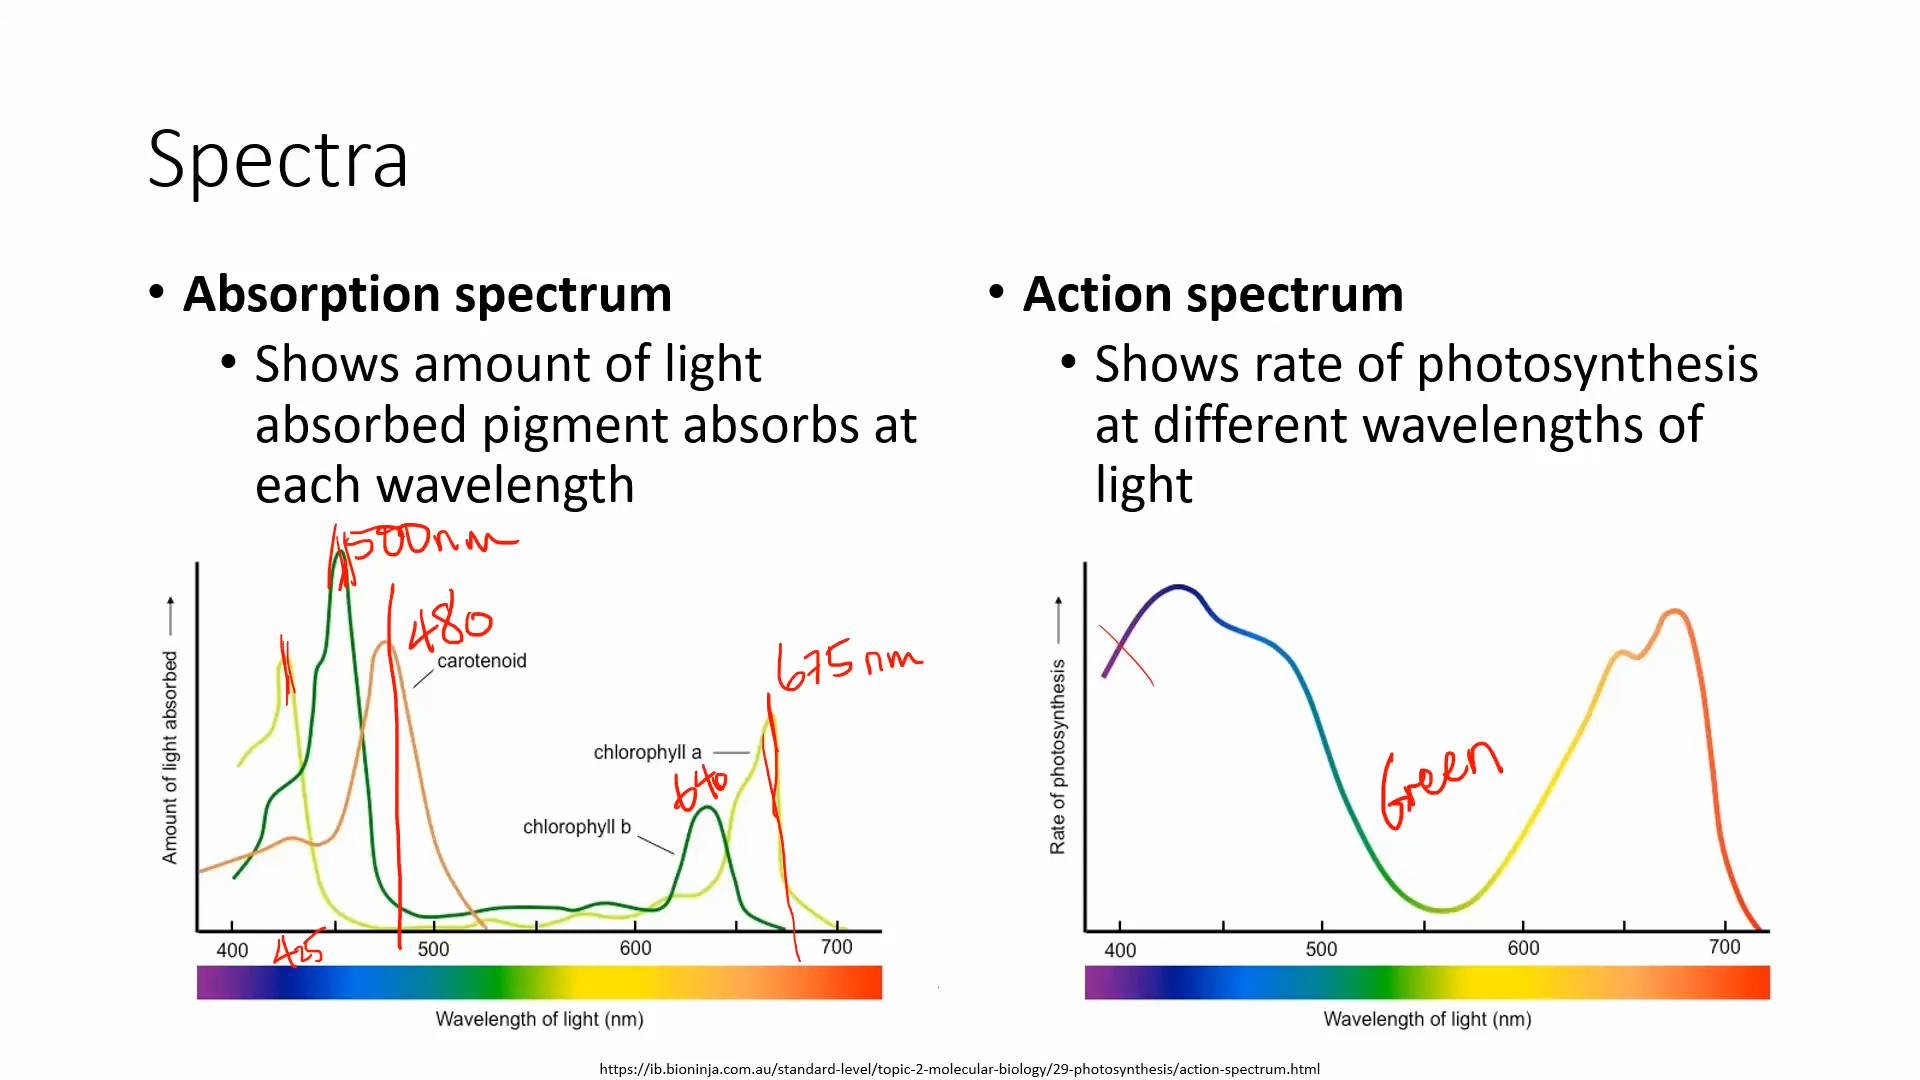 Spectra
• Absorption spectrum
• Shows amount of light
absorbed pigment absorbs at
each wavelength
• Action spectrum
• Shows rate of photosynthesis
at different wavelengths of
light
500nm
480
carotenoid
675nm
chlorophyll a
640
chlorophyll b
Amount of light absorbed
400
425
500
600
700
Wavelength of light (nm)
Green
Rate of photosynthesis
400
500
600
700
Wavelength of light (nm)
https://ib.bioninja.com.au/standard-level/topic-2-molecular-biology/29-photosynthesis/action-spectrum.html